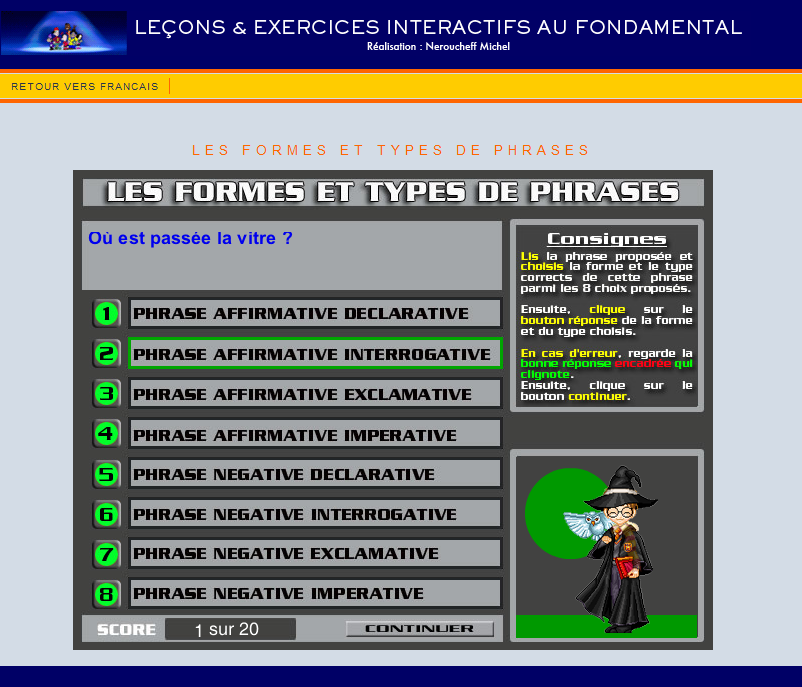 LEÇONS & EXERCICES INTERACTIFS AU FONDAMENTAL
Réalisation : Neroucheff Michel
RETOUR VERS FRANCAIS
LES FORMES ET TYPES DE PHRASES
LES FORMES ET TYPES DE PHRASES
Où est passée la vitre ?
1 PHRASE AFFIRMATIVE DECLARATIVE
2 PHRASE AFFIRMATIVE INTERROGATIVE
3 PHRASE AFFIRMATIVE EXCLAMATIVE
4 PHRASE AFFIRMATIVE IMPERATIVE
5 PHRASE NEGATIVE DECLARATIVE
6 PHRASE NEGATIVE INTERROGATIVE
7 PHRASE NEGATIVE EXCLAMATIVE
8 PHRASE NEGATIVE IMPERATIVE
SCORE 1 sur 20 CONTINUER
Consignes
Lis la phrase proposée et
choisis la forme et le type
corrects de cette phrase
parmi les 8 choix proposés.
Ensuite, clique sur le
bouton réponse de la forme
et du type choisis.
En cas d'erreur, regarde la
bonne réponse encadrée qui
clignote.
Ensuite, clique sur le
bouton continuer.